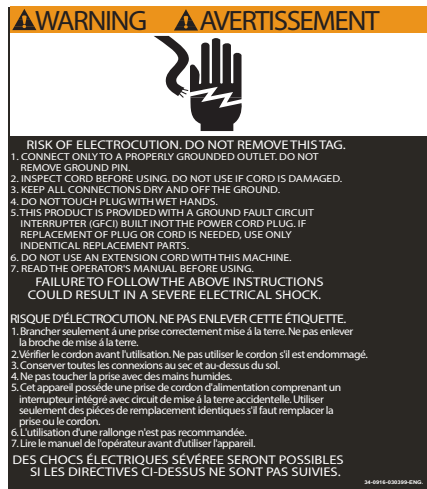 WARNING AVERTISSEMENT
RISK OF ELECTROCUTION. DO NOT REMOVE THIS TAG.
1. CONNECT ONLY TO A PROPERLY GROUNDED OUTLET. DO NOT
REMOVE GROUND PIN.
2. INSPECT CORD BEFORE USING. DO NOT USE IF CORD IS DAMAGED.
3. KEEP ALL CONNECTIONS DRY AND OFF THE GROUND.
4. DO NOT TOUCH PLUG WITH WET HANDS.
5. THIS PRODUCT IS PROVIDED WITH A GROUND FAULT CIRCUIT
INTERRUPTER (GFCI) BUILT INOT THE POWER CORD PLUG. IF
REPLACEMENT OF PLUG OR CORD IS NEEDED, USE ONLY
INDENTICAL REPLACEMENT PARTS.
6. DO NOT USE AN EXTENSION CORD WITH THIS MACHINE.
7. READ THE OPERATOR'S MANUAL BEFORE USING.
FAILURE TO FOLLOW THE ABOVE INSTRUCTIONS
COULD RESULT IN A SEVERE ELECTRICAL SHOCK.
RISQUE D'ÉLECTROCUTION. NE PAS ENLEVER CETTE ÉTIQUETTE.
1. Brancher seulement á une prise correctement mise á la terre. Ne pas enlever
la broche de mise á la terre.
2.Vérifier le cordon avant l'utilisation. Ne pas utiliser le cordon s'il est endommagé.
3. Conserver toutes les connexions au sec et au-dessus du sol.
4. Ne pas toucher la prise avec des mains humides.
5. Cet appareil posséde une prise de cordon d'alimentation comprenant un
interrupteur intégré avec circuit de mise á la terre accidentelle. Utiliser
seulement des piéces de remplacement identiques s'il faut remplacer la
prise ou le cordon.
6. L'utilisation d'une rallonge n'est pas recommandée.
7. Lire le manuel de l'opérateur avant d'utiliser l'appareil.
DES CHOCS ÉLECTRIQUES SÉVÉREE SERONT POSSIBLES
SI LES DIRECTIVES CI-DESSUS NE SONT PAS SUIVIES.
34-0916-030399-ENG.